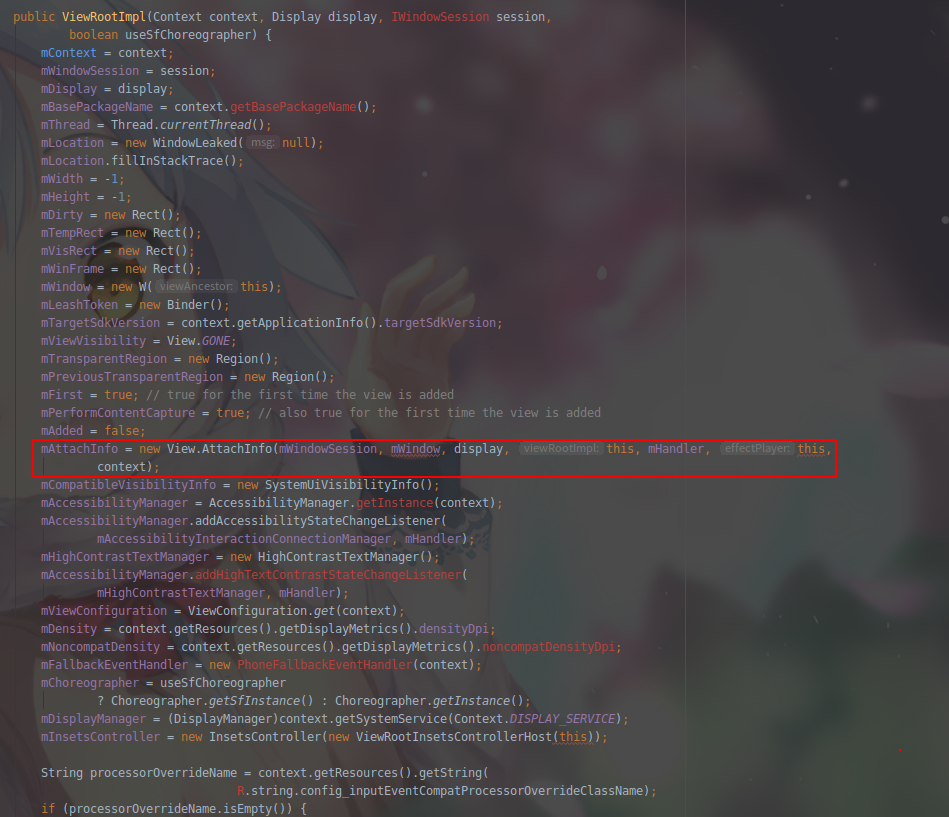 public ViewRootImpl(Context context, Display display, IWindowSession session,
        boolean useSfChoreographer) {
    mContext = context;
    mWindowSession = session;
    mDisplay = display;
    mBasePackageName = context.getBasePackageName();
    mThread = Thread.currentThread();
    mLocation = new WindowLeaked( msg: null);
    mLocation.fillInStackTrace();
    mWidth = -1;
    mHeight = -1;
    mDirty = new Rect();
    mTempRect = new Rect();
    mVisRect = new Rect();
    mWinFrame = new Rect();
    mWindow = new W( viewAncestor: this);
    mLeashToken = new Binder();
    mTargetSdkVersion = context.getApplicationInfo().targetSdkVersion;
    mViewVisibility = View.GONE;
    mTransparentRegion = new Region();
    mPreviousTransparentRegion = new Region();
    mFirst = true; // true for the first time the view is added
    mPerformContentCapture = true; // also true for the first time the view is added
    mAdded = false;
    mAttachInfo = new View.AttachInfo(mWindowSession, mWindow, display, viewRootImpl: this, mHandler, effectPlayer: this,
            context);
    mCompatibleVisibilityInfo = new SystemUiVisibilityInfo();
    mAccessibilityManager = AccessibilityManager.getInstance(context);
    mAccessibilityManager.addAccessibilityStateChangeListener(
            mAccessibilityInteractionConnectionManager, mHandler);
    mHighContrastTextManager = new HighContrastTextManager();
    mAccessibilityManager.addHighTextContrastStateChangeListener(
            mHighContrastTextManager, mHandler);
    mViewConfiguration = ViewConfiguration.get(context);
    mDensity = context.getResources().getDisplayMetrics().densityDpi;
    mNoncompatDensity = context.getResources().getDisplayMetrics().noncompatDensityDpi;
    mFallbackEventHandler = new PhoneFallbackEventHandler(context);
    mChoreographer = useSfChoreographer
            ? Choreographer.getSfInstance() : Choreographer.getInstance();
    mDisplayManager = (DisplayManager)context.getSystemService(Context.DISPLAY_SERVICE);
    mInsetsController = new InsetsController(new ViewRootInsetsControllerHost(this));
    String processorOverrideName = context.getResources().getString(
                                R.string.config_inputEventCompatProcessorOverrideClassName);
    if (processorOverrideName.isEmpty()) {